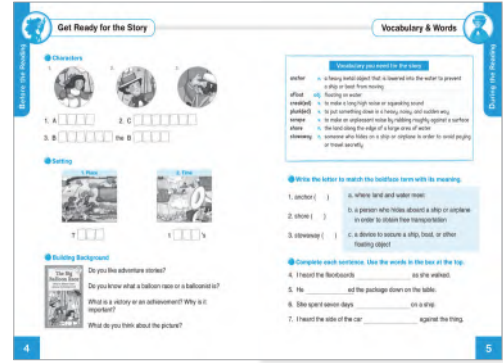 Get Ready for the Story
Before the Reading
Characters
1.
2.
3.
1. A
2. C
3. B the B
Setting
1. Place
2. Time
T
1 's
Building Background
The Big
Balloon Race
Do you like adventure stories?
Do you know what a balloon race or a balloonist is?
What is a victory or an achievement? Why is it
important?
What do you think about the picture?
4
Vocabulary & Words
During the Reading
Vocabulary you need for the story
anchor n. a heavy metal object that is lowered into the water to prevent
a ship or boat from moving
afloat adj. floating on water
creak(ed) v. to make a long high noise or squeaking sound
plunk(ed) v. to put something down in a heavy, noisy, and sudden way
scrape v. to make an unpleasant noise by rubbing roughly against a surface
shore n. the land along the edge of a large area of water
stowaway n. someone who hides on a ship or airplane in order to avoid paying
or travel secretly
Write the letter to match the boldface term with its meaning.
1. anchor ( )
2. shore ( )
3. stowaway ( )
a. where land and water meet
b. a person who hides aboard a ship or airplane
in order to obtain free transportation
c. a device to secure a ship, boat, or other
floating object
Complete each sentence. Use the words in the box at the top.
4. I heard the floorboards ____________ as she walked.
5. He ____________ ed the package down on the table.
6. She spent seven days ____________ on a ship.
7. I heard the side of the car ____________ against the thing.
5